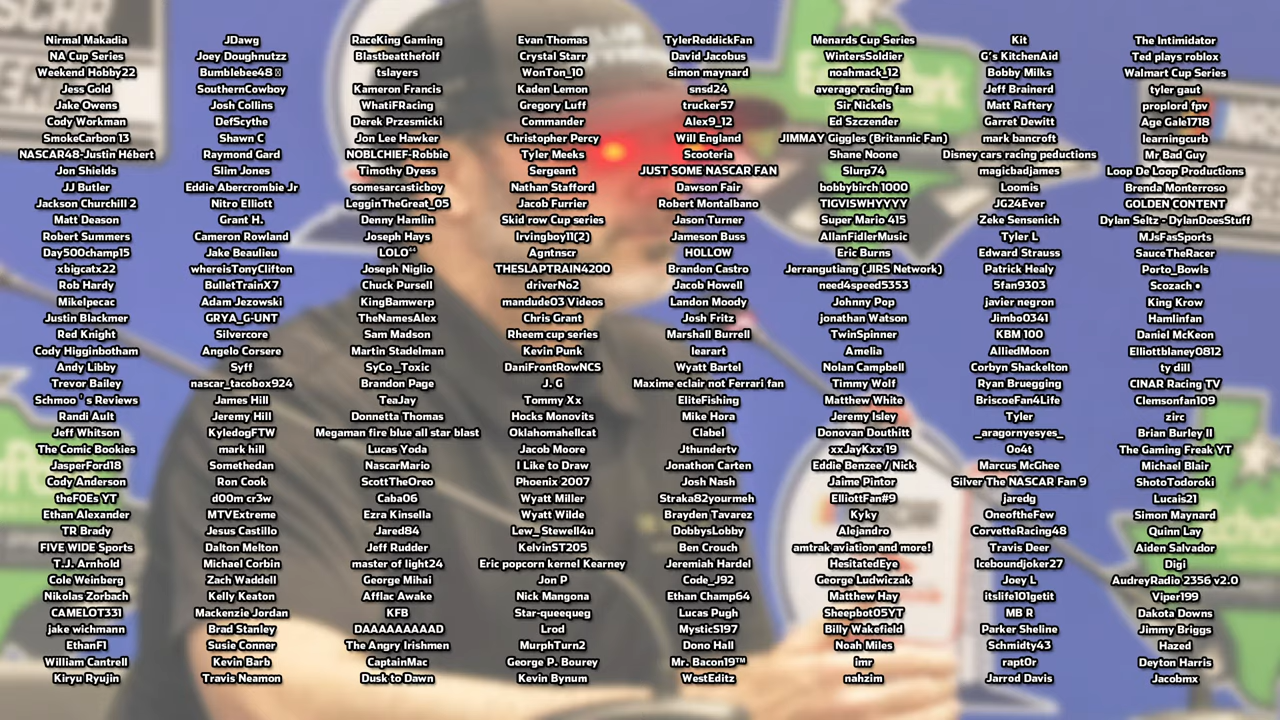 Nirmal Makadia
NA Cup Series
Weekend Hobby22
Jess Gold
Jake Owens
Cody Workman
SmokeCarbon 13
NASCAR48-Justin Hébert
Jon Shields
JJ Butler
Jackson Churchill 2
Matt Deason
Robert Summers
Day500champ15
xbigcatx22
Rob Hardy
Mikelpecac
Justin Blackmer
Red Knight
Cody Higginbotham
Andy Libby
Trevor Bailey
Schmoo's Reviews
Randi Ault
Jeff Whitson
The Comic Bookies
JasperFord18
Cody Anderson
theF0Es YT
Ethan Alexander
TR Brady
FIVE WIDE Sports
T.J. Arnhold
Cole Weinberg
Nikolas Zorbach
CAMELOT331
jake wichmann
EthanF1
William Cantrell
Kiryu Ryujin
JDawg
Joey Doughnutzz
Bumblebee48
SouthernCowboy
Josh Collins
DefScythe
Shawn C
Raymond Gard
Slim Jones
Eddie Abercrombie Jr
Nitro Elliott
Grant H.
Cameron Rowland
Jake Beaulieu
whereisTonyClifton
BulletTrainX7
Adam Jezowski
GRYA_G-UNT
Silvercore
Angelo Corsere
Syff
nascar_tacobox924
James Hill
Jeremy Hill
KyledogFTW
mark hill
Somethedan
Ron Cook
d00m cr3w
MTVExtreme
Jesus Castillo
Dalton Melton
Michael Corbin
Zach Waddell
Kelly Keaton
Mackenzie Jordan
Brad Stanley
Susie Conner
Kevin Barb
Travis Neamon
RaceKing Gaming
Blastbeatthefolf
tslayers
Kameron Francis
WhatiFRacing
Derek Przesmicki
Jon Lee Hawker
NOBLCHIEF-Robbie
Timothy Dyess
somesarcasticboy
LegginTheGreat_05
Denny Hamlin
Joseph Hays
LOLO⁴⁴
Joseph Niglio
Chuck Pursell
KingBamwerp
TheNamesAlex
Sam Madson
Martin Stadelman
SyCo_Toxic
Brandon Page
TeaJay
Donnetta Thomas
Megaman fire blue all star blast
Lucas Yoda
NascarMario
ScottTheOreo
Caba06
Ezra Kinsella
Jared84
Jeff Rudder
master of light24
George Mihai
Afflac Awake
KFB
DAAAAAAAAD
The Angry Irishmen
CaptainMac
Dusk to Dawn
Evan Thomas
Crystal Starr
WonTon_10
Kaden Lemon
Gregory Luff
Commander
Christopher Percy
Tyler Meeks
Sergeant
Nathan Stafford
Jacob Furrier
Skid row Cup series
Irvingboy11(2)
Agntnscr
THESLAPTRAIN4200
driverNo2
mandude03 Videos
Chris Grant
Rheem cup series
Kevin Punk
DaniFrontRowNCS
J. G
Tommy Xx
Hocks Monovits
Oklahomahellcat
Jacob Moore
I Like to Draw
Phoenix 2007
Wyatt Miller
Wyatt Wilde
Lew_Stewell4u
KelvinST205
Eric popcorn kernel Kearney
Jon P
Nick Mangona
Star-queequeg
Lrod
MurphTurn2
George P. Bourey
Kevin Bynum
TylerReddickFan
David Jacobus
simon maynard
snsd24
trucker57
Alex9_12
Will England
Scooteria
JUST SOME NASCAR FAN
Dawson Fair
Robert Montalbano
Jason Turner
Jameson Buss
H0LLOW
Brandon Castro
Jacob Howell
Landon Moody
Josh Fritz
Marshall Burrell
learart
Wyatt Bartel
Maxime eclair not Ferrari fan
EliteFishing
Mike Hora
Clabel
Jthundertv
Jonathon Carten
Josh Nash
Straka82yourmeh
Brayden Tavarez
DobbysLobby
Ben Crouch
Jeremiah Hardel
Code_J92
Ethan Champ64
Lucas Pugh
MysticS197
Dono Hall
Mr. Bacon19™
WestEditz
Menards Cup Series
WintersSoldier
noahmack_12
average racing fan
Sir Nickels
Ed Szczender
JIMMAY Giggles (Britannic Fan)
Shane Noone
Slurp74
bobbybirch 1000
TIGVISWHYYYY
Super Mario 415
AllanFidlerMusic
Eric Burns
Jerrangutiang (JIRS Network)
need4speed5353
Johnny Pop
jonathan Watson
TwinSpinner
Amelia
Nolan Campbell
Timmy Wolf
Matthew White
Jeremy Isley
Donovan Douthitt
xxJayKxx 19
Eddie Benzee / Nick
Jaime Pintor
ElliottFan#9
Kyky
Alejandro
amtrak aviation and more!
HesitatedEye
George Ludwiczak
Matthew Hay
Sheepbot05YT
Billy Wakefield
Noah Miles
imr
nahzim
Kit
G's KitchenAid
Bobby Milks
Jeff Brainerd
Matt Raftery
Garret Dewitt
mark bancroft
Disney cars racing peductions
magicbadjames
Loomis
JG24Ever
Zeke Sensenich
Tyler L
Edward Strauss
Patrick Healy
5fan9303
javier negron
Jimbo0341
KBM 100
AlliedMoon
Corbyn Shackelton
Ryan Bruegging
BriscoeFan4Life
Tyler
_aragornyesyes_
Oo4t
Marcus McGhee
Silver The NASCAR Fan 9
jaredg
OneoftheFew
CorvetteRacing48
Travis Deer
Iceboundjoker27
Joey L
itslife101getit
MB R
Parker Sheline
Schmidty43
rapt0r
Jarrod Davis
The Intimidator
Ted plays roblox
Walmart Cup Series
tyler gaut
proplord fpv
Age Gale1718
learningcurb
Mr Bad Guy
Loop De Loop Productions
Brenda Monterroso
GOLDEN CONTENT
Dylan Seltz - DylanDoesStuff
MJsFasSports
SauceTheRacer
Porto_Bowls
Scozach •
King Krow
Hamlinfan
Daniel McKeon
Elliottblaney0812
ty dill
CINAR Racing TV
Clemsonfan109
zirc
Brian Burley II
The Gaming Freak YT
Michael Blair
ShotoTodoroki
Lucais21
Simon Maynard
Quinn Lay
Aiden Salvador
Digi
AudreyRadio 2356 v2.0
Viper199
Dakota Downs
Jimmy Briggs
Hazed
Deyton Harris
Jacobmx